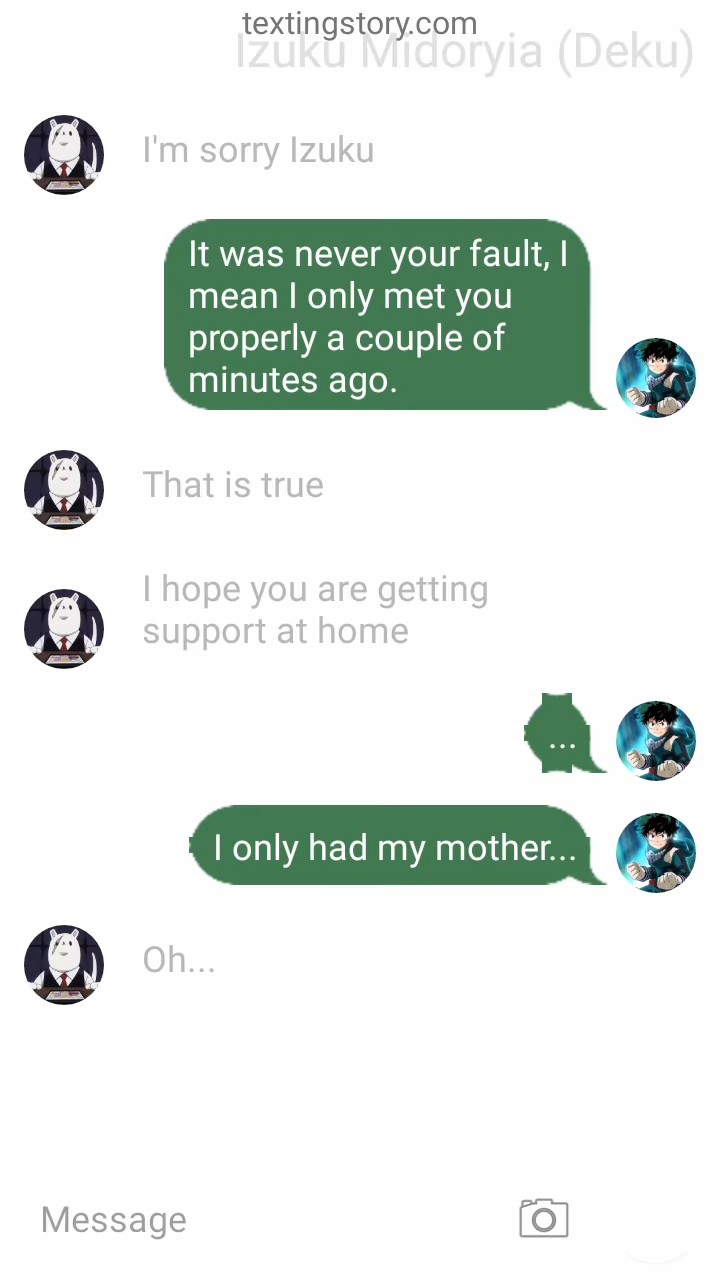 textingstory.com
Izuku Midoryia (Deku)
I'm sorry Izuku
It was never your fault, I
mean I only met you
properly a couple of
minutes ago.
That is true
I hope you are getting
support at home
...
I only had my mother...
Oh...
Message